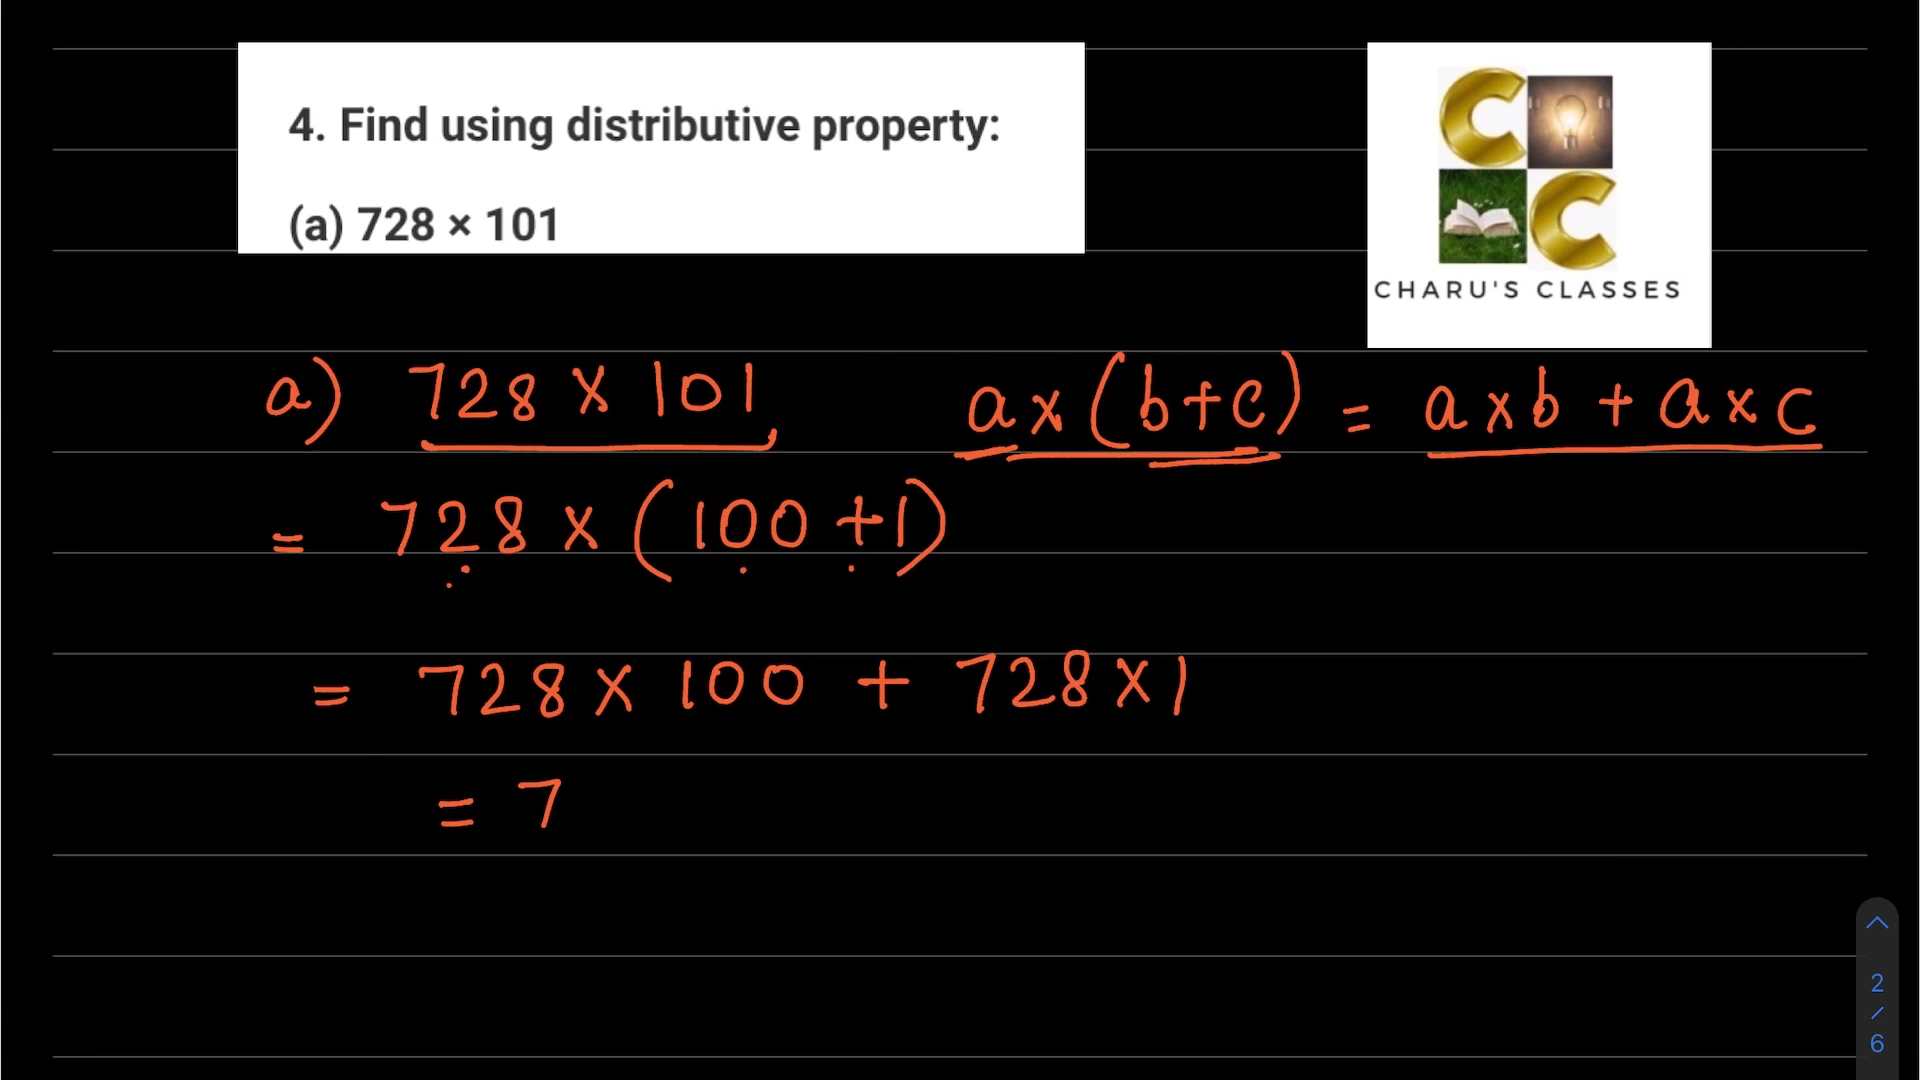 4. Find using distributive property:
(a) 728 × 101
C C
CHARU'S CLASSES
a) 728 × 101 a×(b+c) = a×b + a×c
= 728 × (100 +1)
= 728 × 100 + 728×1
= 7
2
/
6